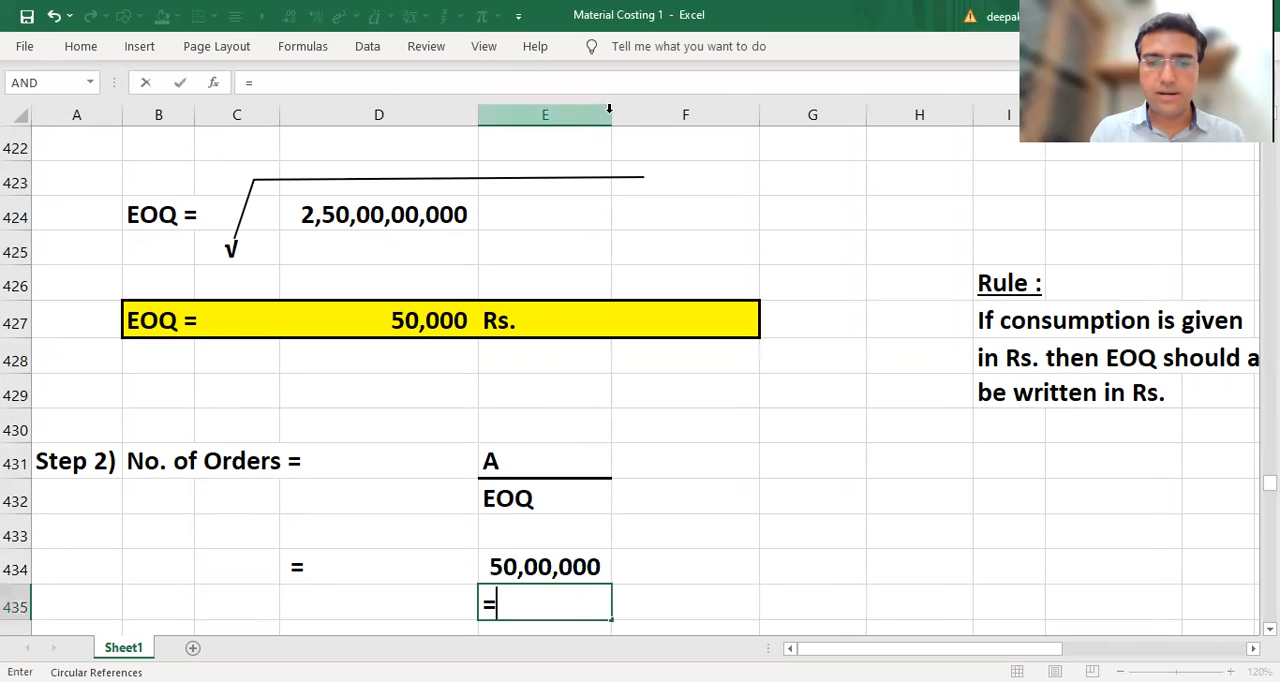 Material Costing 1 - Excel
deepak
File Home Insert Page Layout Formulas Data Review View Help Tell me what you want to do
AND fx =
A B C D E F G H I
422
423
424 EOQ = 2,50,00,00,000
425 √
426 Rule :
427 EOQ = 50,000 Rs. If consumption is given
428 in Rs. then EOQ should a
429 be written in Rs.
430
431 Step 2) No. of Orders = A
432 EOQ
433
434 = 50,00,000
435 =
Sheet1
Enter Circular References 120%